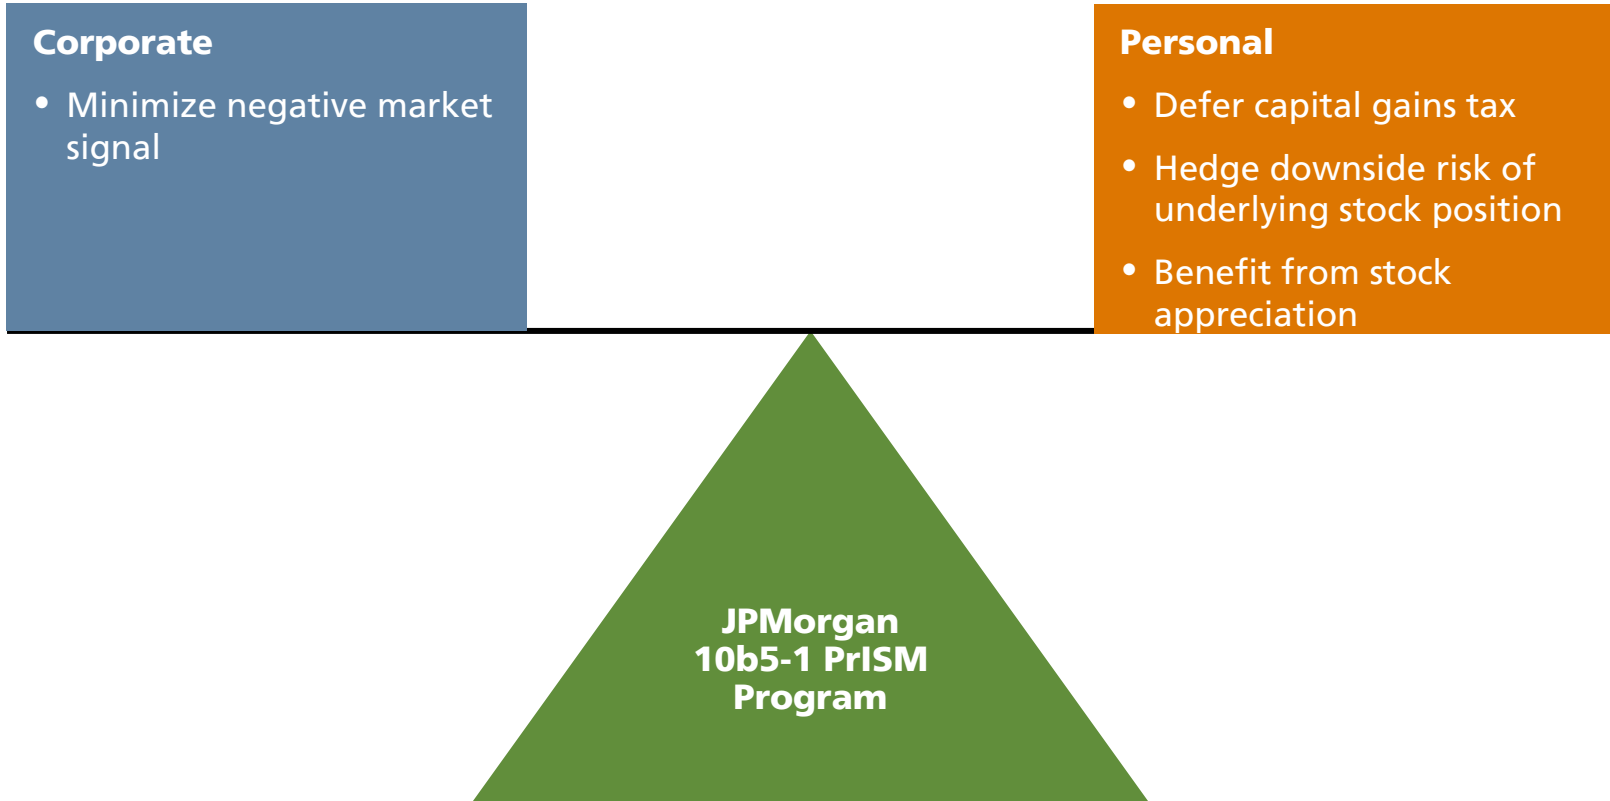 Corporate
• Minimize negative market
signal
Personal
• Defer capital gains tax
• Hedge downside risk of
underlying stock position
• Benefit from stock
appreciation
JPMorgan
10b5-1 PrISM
Program